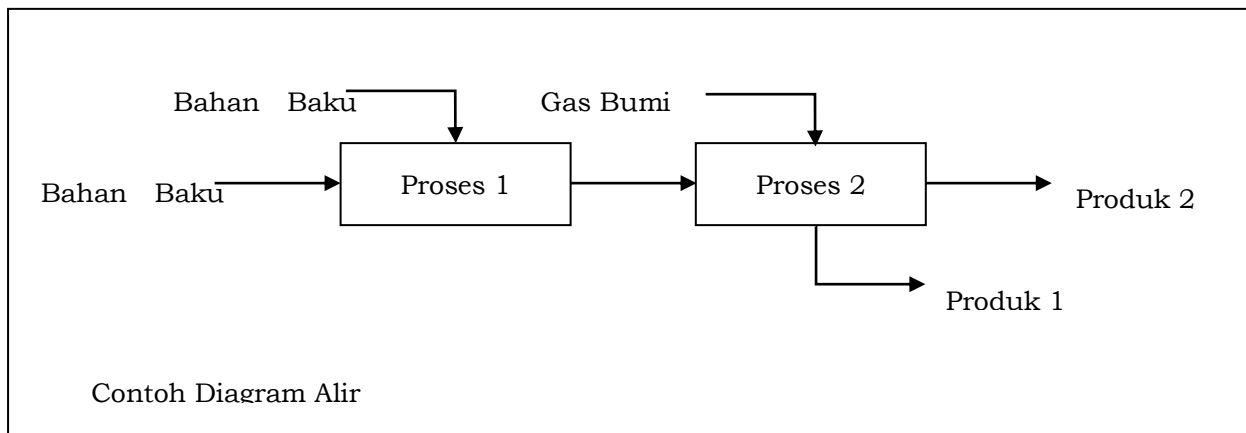 Bahan Baku
Gas Bumi
Bahan Baku
Proses 1
Proses 2
Produk 2
Produk 1
Contoh Diagram Alir